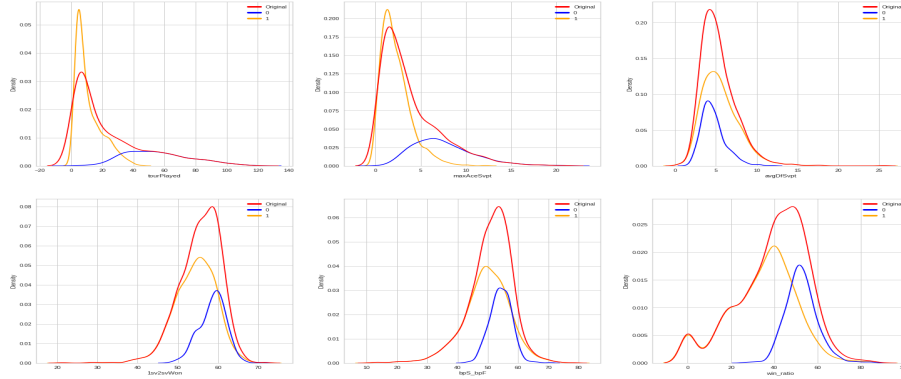 Original
0
1
0.05
0.04
0.03
0.02
0.01
0.00
Density
−20 0 20 40 60 80 100 120 140
tourPlayed
Original
0
1
0.200
0.175
0.150
0.125
0.100
0.075
0.050
0.025
0.000
Density
0 5 10 15 20
maxAceSvpt
Original
0
1
0.20
0.15
0.10
0.05
0.00
Density
0 5 10 15 20 25
avgDfSvpt
Original
0
1
0.08
0.07
0.06
0.05
0.04
0.03
0.02
0.01
0.00
Density
20 30 40 50 60 70
1sv2svWon
Original
0
1
0.06
0.05
0.04
0.03
0.02
0.01
0.00
Density
10 20 30 40 50 60 70 80
bpS_bpF
Original
0
1
0.025
0.020
0.015
0.010
0.005
0.000
Density
0 20 40 60 80
win_ratio